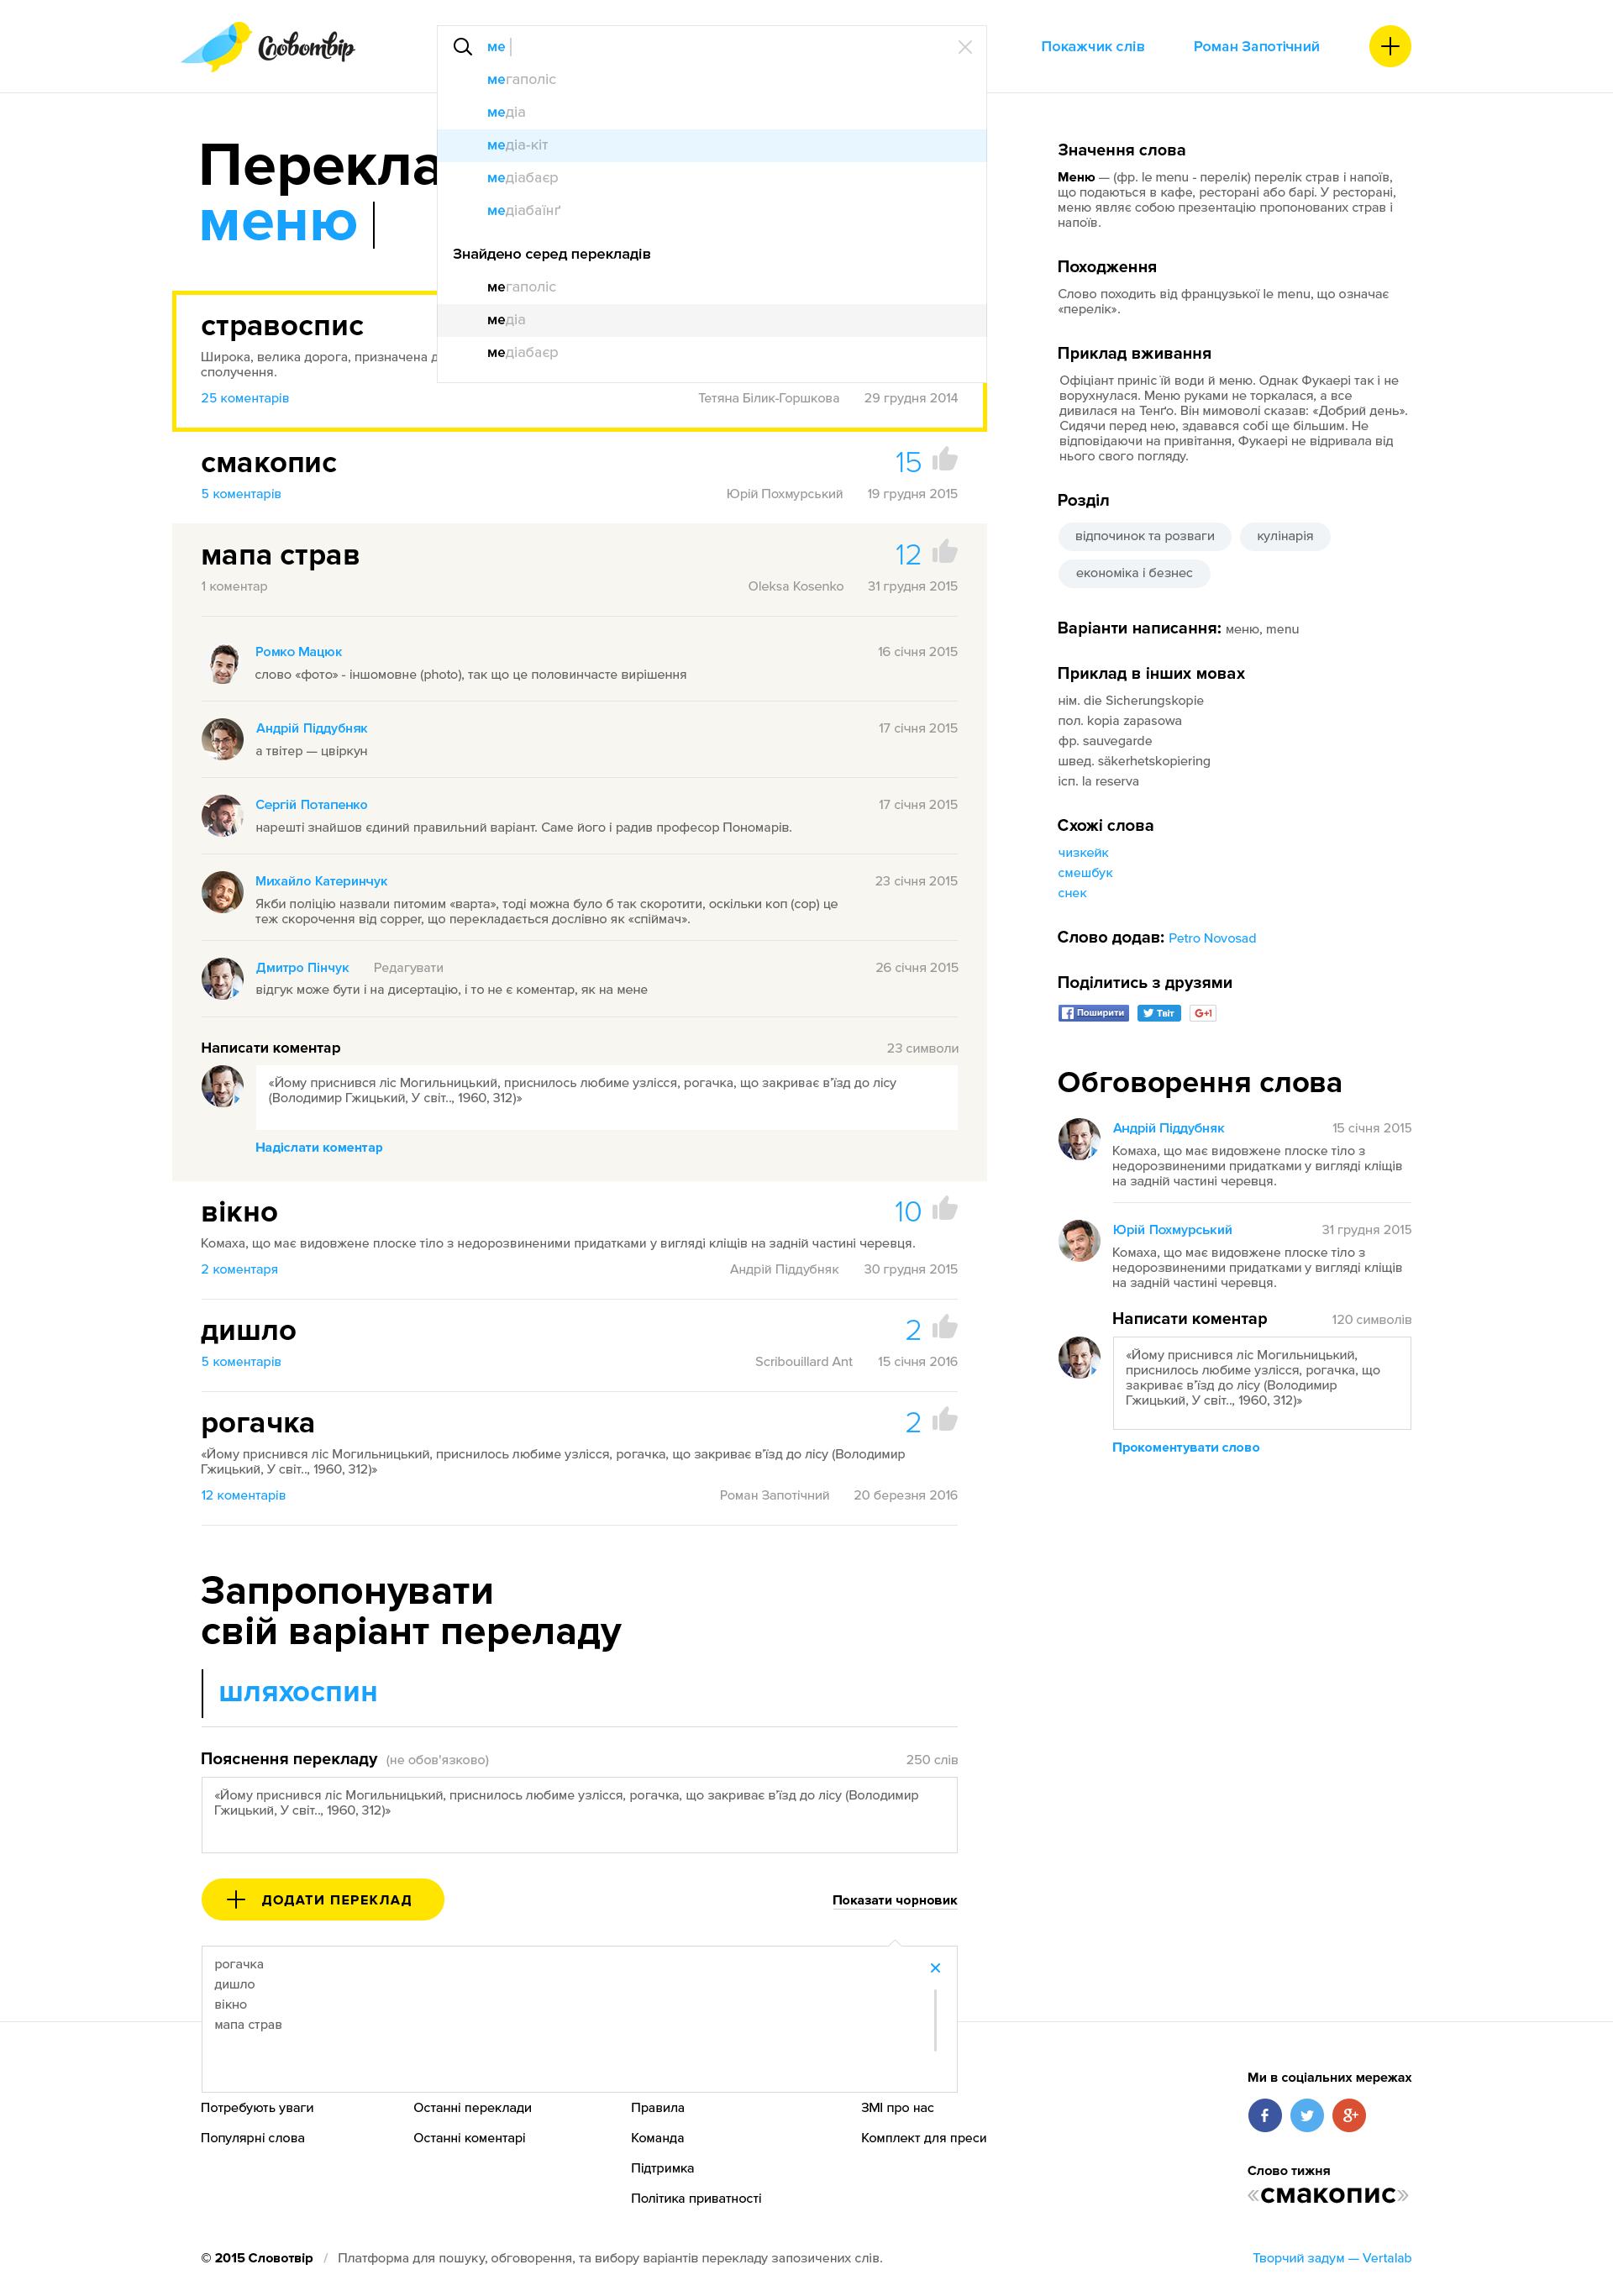 Словотвір
ме
Покажчик слів
Роман Запотічний
мегаполіс
медіа
медіа-кіт
медіабаєр
медіабаїнґ
Знайдено серед перекладів
мегаполіс
медіа
медіабаєр
Перекла
меню
стравоспис
Широка, велика дорога, призначена д
сполучення.
25 коментарів
Тетяна Білик-Горшкова 29 грудня 2014
смакопис
15
5 коментарів
Юрій Похмурський 19 грудня 2015
мапа страв
12
1 коментар
Oleksa Kosenko 31 грудня 2015
Ромко Мацюк 16 січня 2015
слово «фото» - іншомовне (photo), так що це половинчасте вирішення
Андрій Піддубняк 17 січня 2015
а твітер — цвіркун
Сергій Потапенко 17 січня 2015
нарешті знайшов єдиний правильний варіант. Саме його і радив професор Пономарів.
Михайло Катеринчук 23 січня 2015
Якби поліцію назвали питомим «варта», тоді можна було б так скоротити, оскільки коп (cop) це
теж скорочення від copper, що перекладається дослівно як «спіймач».
Дмитро Пінчук Редагувати 26 січня 2015
відгук може бути і на дисертацію, і то не є коментар, як на мене
Написати коментар 23 символи
«Йому приснився ліс Могильницький, приснилось любиме узлісся, рогачка, що закриває в’їзд до лісу
(Володимир Гжицький, У світ.., 1960, 312)»
Надіслати коментар
вікно
10
Комаха, що має видовжене плоске тіло з недорозвиненими придатками у вигляді кліщів на задній частині черевця.
2 коментаря
Андрій Піддубняк 30 грудня 2015
дишло
2
5 коментарів
Scribouillard Ant 15 січня 2016
рогачка
2
«Йому приснився ліс Могильницький, приснилось любиме узлісся, рогачка, що закриває в’їзд до лісу (Володимир
Гжицький, У світ.., 1960, 312)»
12 коментарів
Роман Запотічний 20 березня 2016
Запропонувати
свій варіант переладу
шляхоспин
Пояснення перекладу (не обов'язково) 250 слів
«Йому приснився ліс Могильницький, приснилось любиме узлісся, рогачка, що закриває в’їзд до лісу (Володимир
Гжицький, У світ.., 1960, 312)»
ДОДАТИ ПЕРЕКЛАД
Показати чорновик
рогачка
дишло
вікно
мапа страв
Значення слова
Меню — (фр. le menu - перелік) перелік страв і напоїв,
що подаються в кафе, ресторані або барі. У ресторані,
меню являє собою презентацію пропонованих страв і
напоїв.
Походження
Слово походить від французької le menu, що означає
«перелік».
Приклад вживання
Офіціант приніс їй води й меню. Однак Фукаері так і не
ворухнулася. Меню руками не торкалася, а все
дивилася на Тенґо. Він мимоволі сказав: «Добрий день».
Сидячи перед нею, здавався собі ще більшим. Не
відповідаючи на привітання, Фукаері не відривала від
нього свого погляду.
Розділ
відпочинок та розваги
кулінарія
економіка і бізнес
Варіанти написання: меню, menu
Приклад в інших мовах
нім. die Sicherungskopie
пол. kopia zapasowa
фр. sauvegarde
швед. säkerhetskopiering
ісп. la reserva
Схожі слова
чизкейк
смешбук
снек
Слово додав: Petro Novosad
Поділитись з друзями
Поширити
Твіт
G+1
Обговорення слова
Андрій Піддубняк 15 січня 2015
Комаха, що має видовжене плоске тіло з
недорозвиненими придатками у вигляді кліщів
на задній частині черевця.
Юрій Похмурський 31 грудня 2015
Комаха, що має видовжене плоске тіло з
недорозвиненими придатками у вигляді кліщів
на задній частині черевця.
Написати коментар 120 символів
«Йому приснився ліс Могильницький,
приснилось любиме узлісся, рогачка, що
закриває в’їзд до лісу (Володимир
Гжицький, У світ.., 1960, 312)»
Прокоментувати слово
Потребують уваги
Популярні слова
Останні переклади
Останні коментарі
Правила
Команда
Підтримка
Політика приватності
ЗМІ про нас
Комплект для преси
Ми в соціальних мережах
Слово тижня
«смакопис»
© 2015 Словотвір / Платформа для пошуку, обговорення, та вибору варіантів перекладу запозичених слів.
Творчий задум — Vertalab